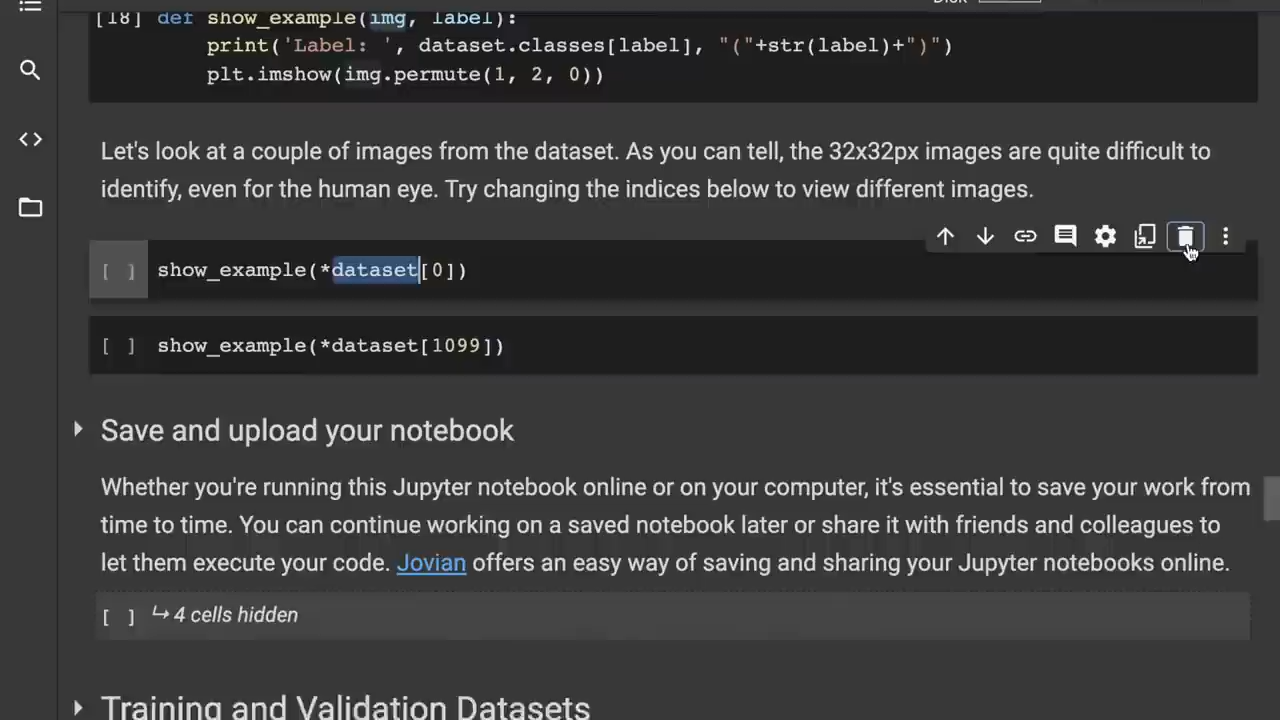 Disk
[18] def show_example(img, label):
print('Label: ', dataset.classes[label], "("+str(label)+")")
plt.imshow(img.permute(1, 2, 0))
Let's look at a couple of images from the dataset. As you can tell, the 32x32px images are quite difficult to
identify, even for the human eye. Try changing the indices below to view different images.
[ ] show_example(*dataset[0])
[ ] show_example(*dataset[1099])
Save and upload your notebook
Whether you're running this Jupyter notebook online or on your computer, it's essential to save your work from
time to time. You can continue working on a saved notebook later or share it with friends and colleagues to
let them execute your code. Jovian offers an easy way of saving and sharing your Jupyter notebooks online.
[ ] ↳ 4 cells hidden
Training and Validation Datasets